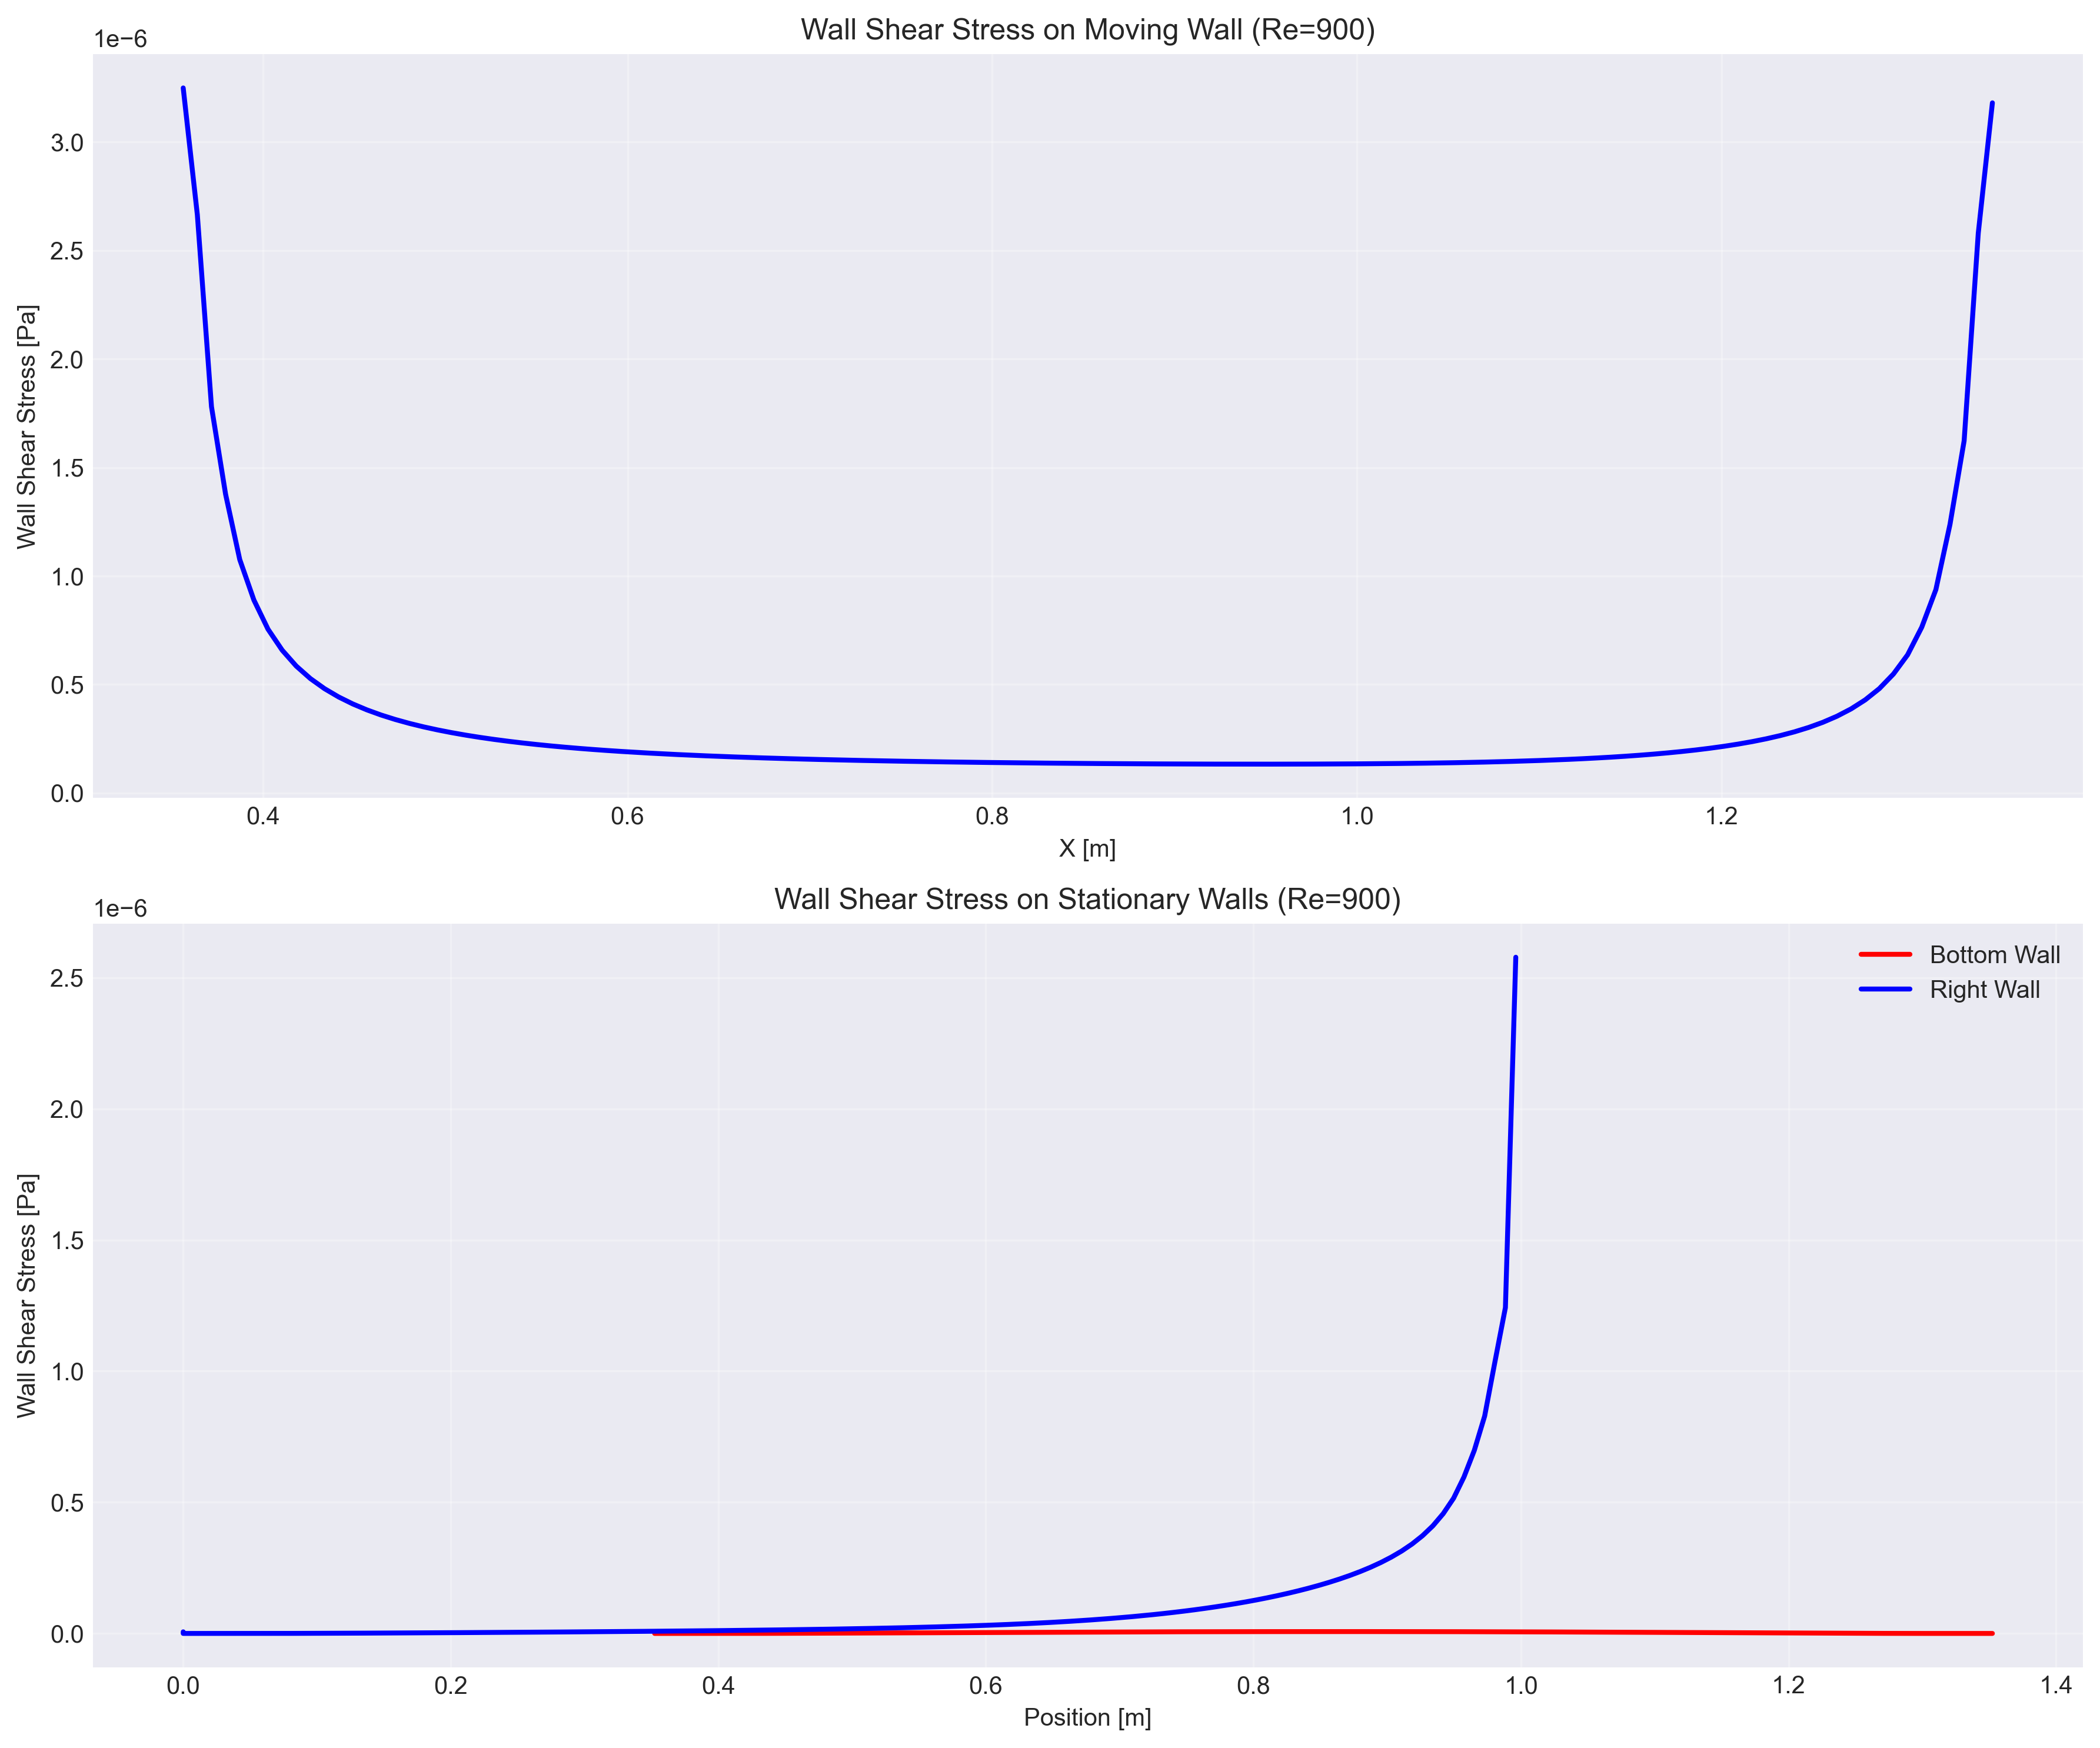 Wall Shear Stress on Moving Wall (Re=900)
1e−6
3.0
2.5
2.0
1.5
1.0
0.5
0.0
Wall Shear Stress [Pa]
0.4 0.6 0.8 1.0 1.2
X [m]
Wall Shear Stress on Stationary Walls (Re=900)
1e−6
Bottom Wall
Right Wall
2.5
2.0
1.5
1.0
0.5
0.0
Wall Shear Stress [Pa]
0.0 0.2 0.4 0.6 0.8 1.0 1.2 1.4
Position [m]